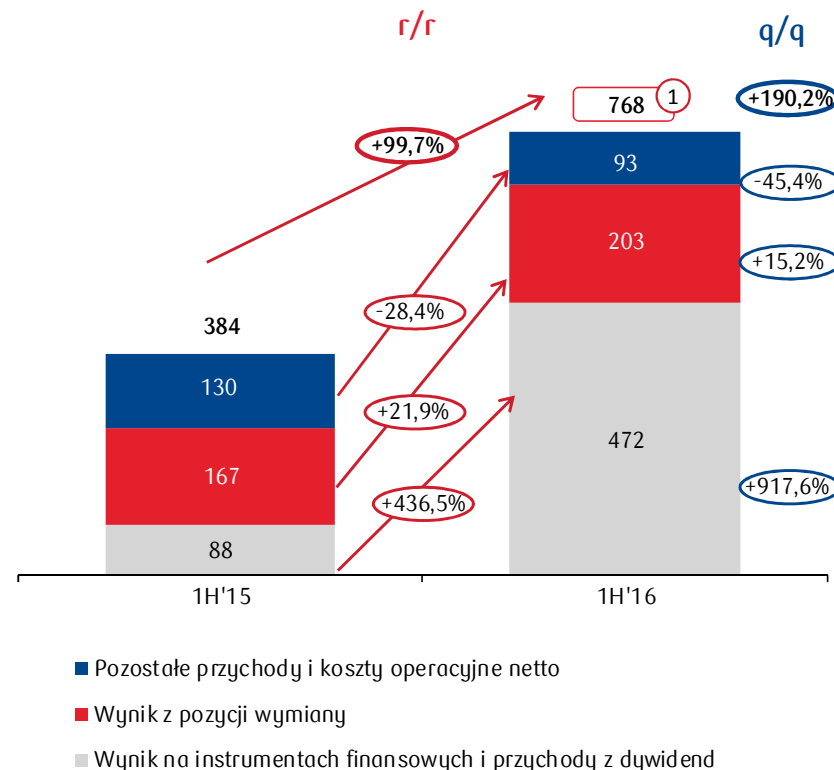 r/r
q/q
768
1
+190,2%
+99,7%
93
-45,4%
203
+15,2%
-28,4%
384
130
+21,9%
472
167
+436,5%
+917,6%
88
1H'15
1H'16
Pozostałe przychody i koszty operacyjne netto
Wynik z pozycji wymiany
Wynik na instrumentach finansowych i przychody z dywidend